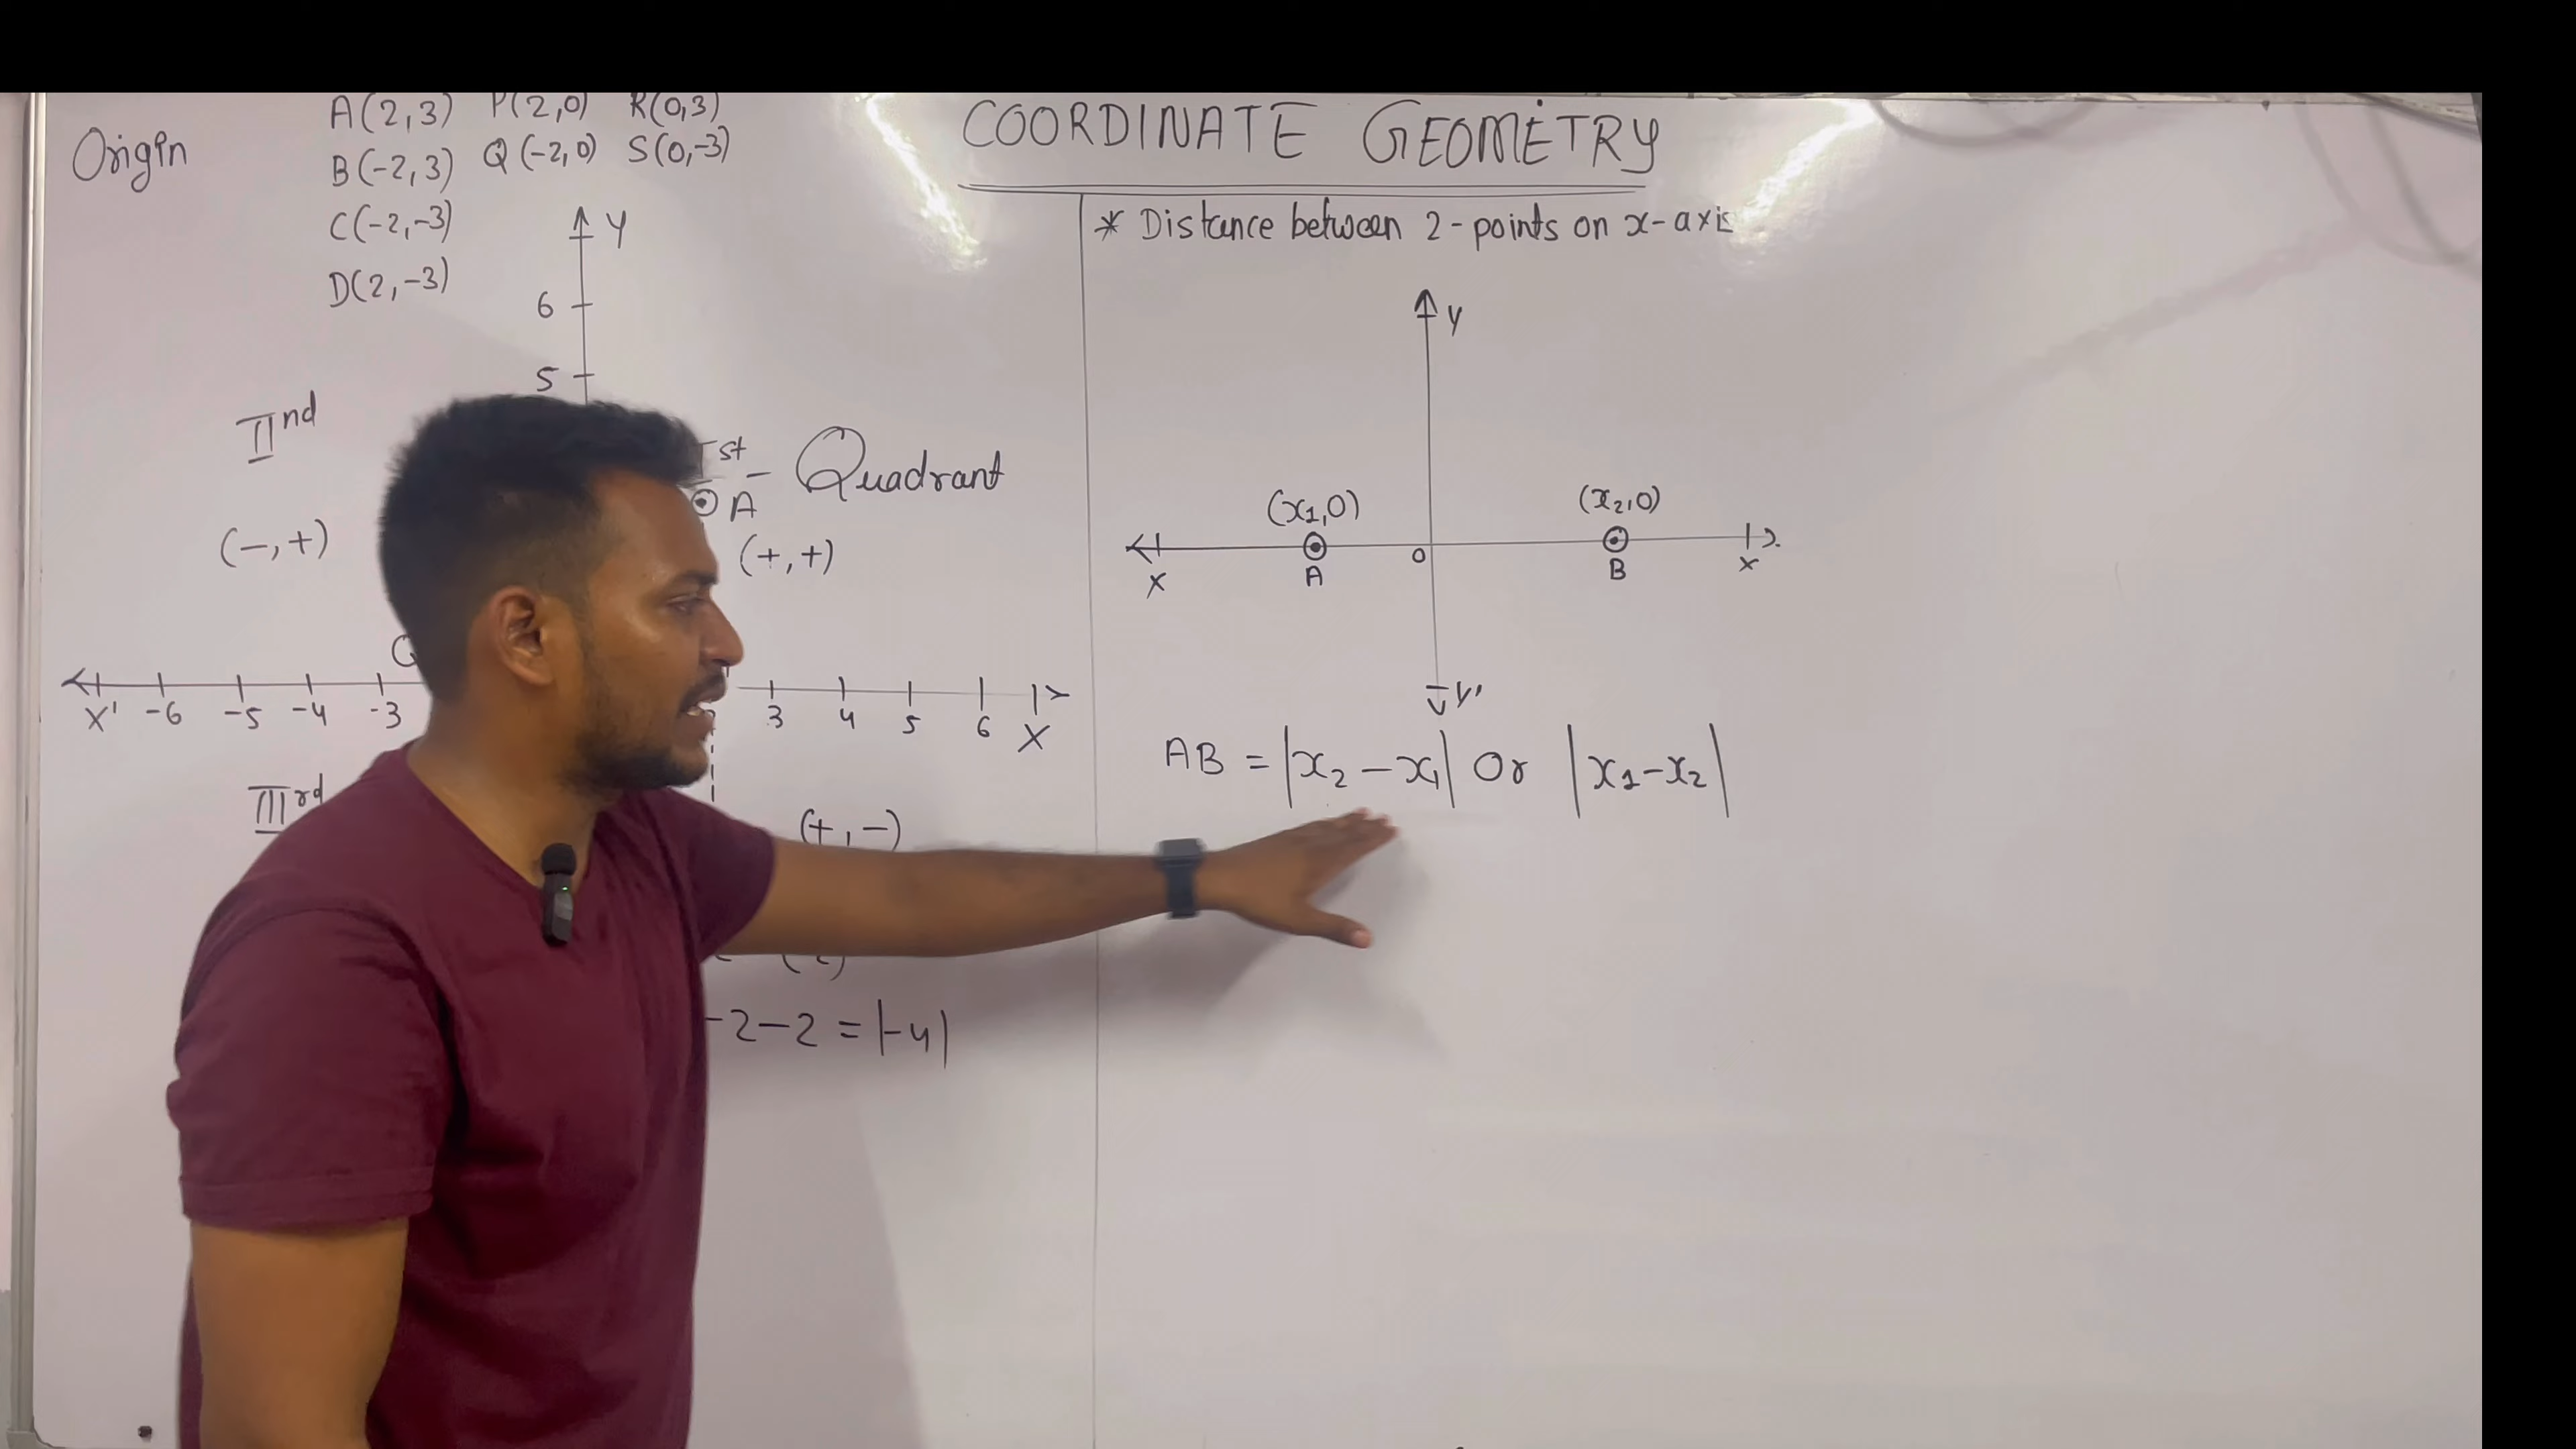 COORDINATE GEOMETRY
Origin
A(2,3) P(2,0) R(0,3)
B(-2,3) Q(-2,0) S(0,-3)
C(-2,-3)
D(2,-3)
Y
6
5
IInd
Ist - Quadrant
A
(-,+)
(+,+)
X' -6 -5 -4 -3 3 4 5 6 X
IIIrd
(+,-)
-2-2 = |-4|
* Distance between 2-points on x-axis
Y
(x1,0) (x2,0)
X A O B X
Y'
AB = |x2-x1| Or |x1-x2|